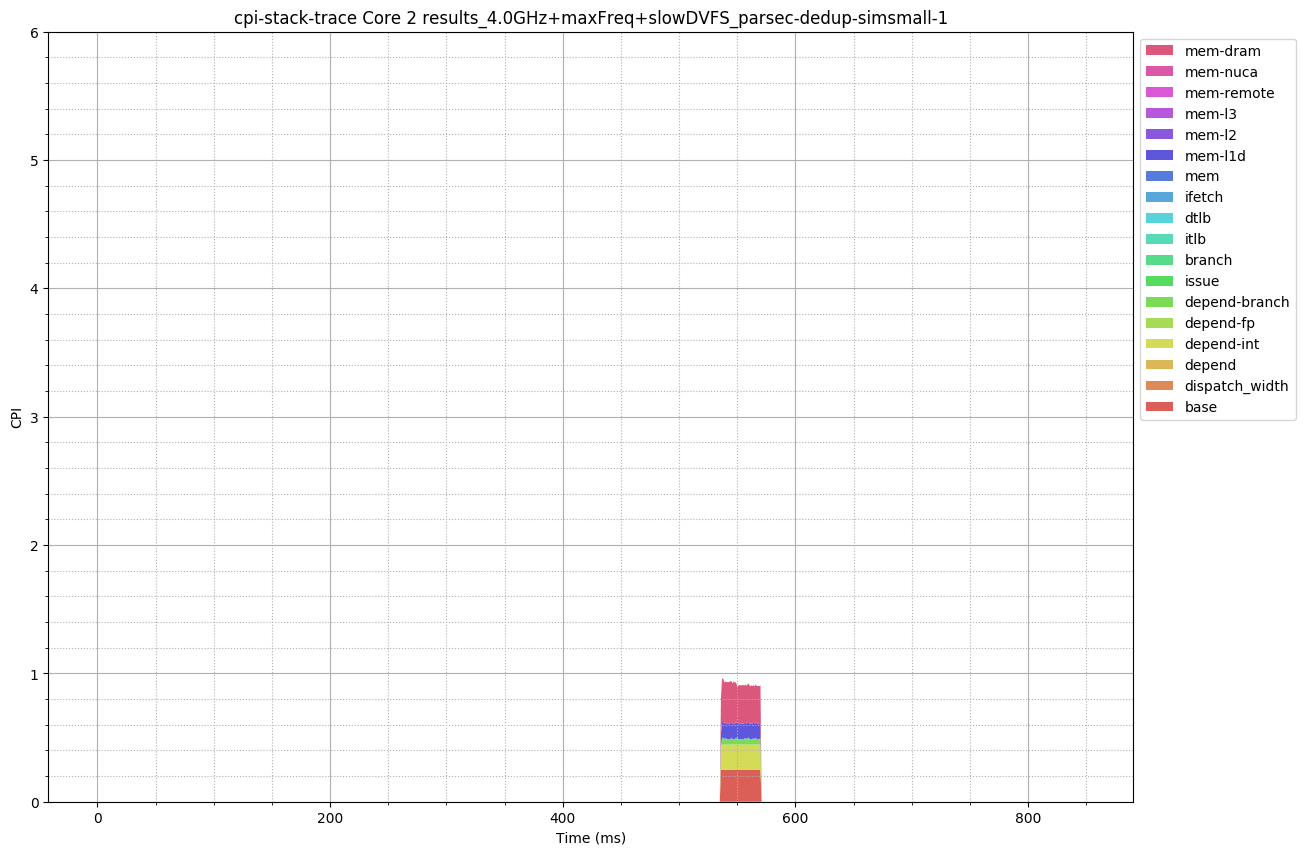 cpi-stack-trace Core 2 results_4.0GHz+maxFreq+slowDVFS_parsec-dedup-simsmall-1
6
5
4
3
2
1
0
CPI
0
200
400
600
800
Time (ms)
mem-dram
mem-nuca
mem-remote
mem-l3
mem-l2
mem-l1d
mem
ifetch
dtlb
itlb
branch
issue
depend-branch
depend-fp
depend-int
depend
dispatch_width
base